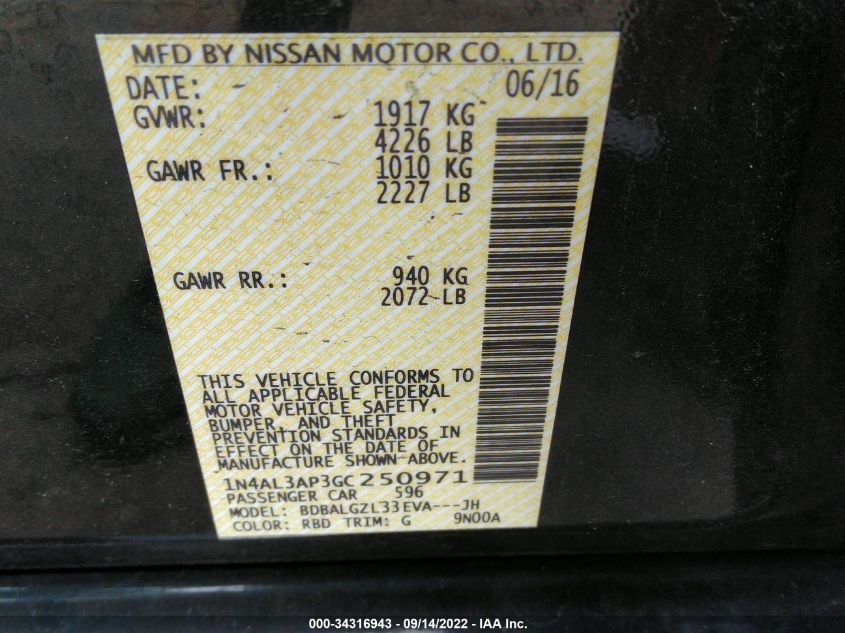 MFD BY NISSAN MOTOR CO., LTD.
DATE: 06/16
GVWR: 1917 KG
4226 LB
GAWR FR.: 1010 KG
2227 LB
GAWR RR.: 940 KG
2072 LB
THIS VEHICLE CONFORMS TO
ALL APPLICABLE FEDERAL
MOTOR VEHICLE SAFETY,
BUMPER, AND THEFT
PREVENTION STANDARDS IN
EFFECT ON THE DATE OF
MANUFACTURE SHOWN ABOVE.
1N4AL3AP3GC250971
PASSENGER CAR 596
MODEL: BDBALGZL33EVA---JH
COLOR: RBD TRIM: G 9N00A
000-34316943 - 09/14/2022 - IAA Inc.